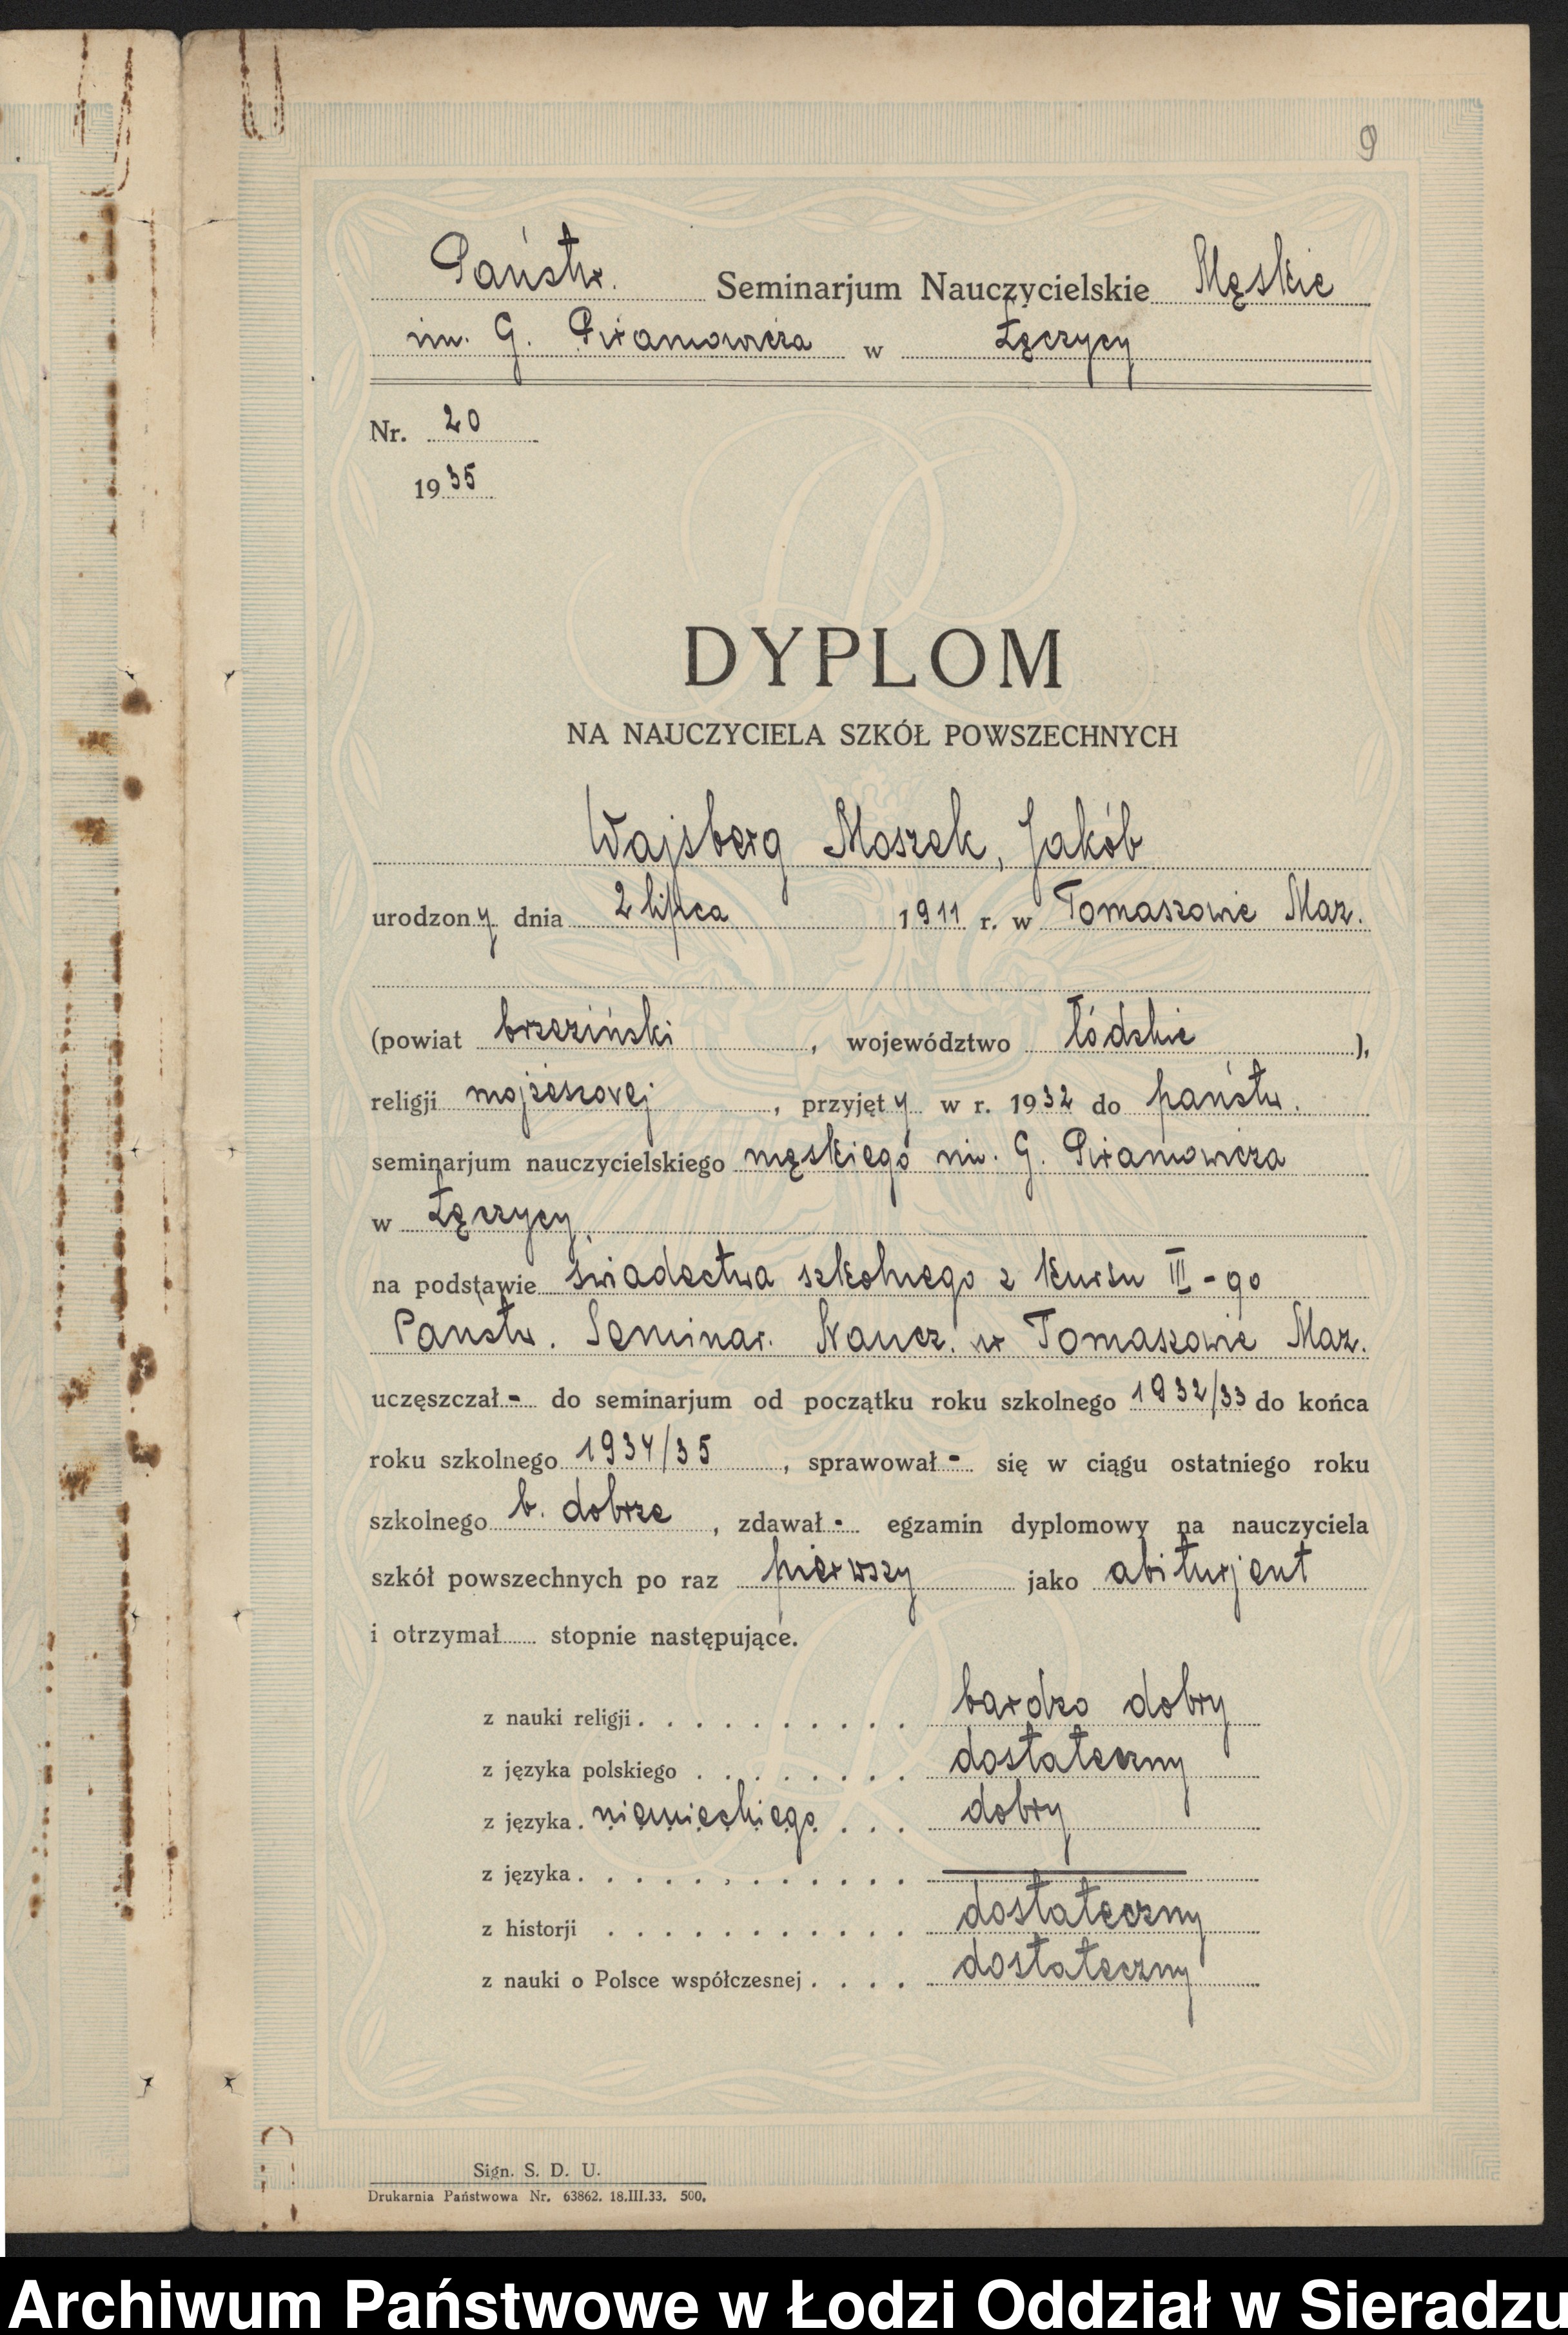 9
Państw. Seminarjum Nauczycielskie Męskie
im. G. Piramowicza w Łęczycy
Nr. 20
1935
DYPLOM
NA NAUCZYCIELA SZKÓŁ POWSZECHNYCH
Wajsberg Moszek, Jakób
urodzony dnia 2 lipca 1911 r. w Tomaszowie Maz.
(powiat brzeziński, województwo łódzkie),
religji mojżeszowej, przyjęty w r. 1932 do państw.
seminarjum nauczycielskiego męskiego im. G. Piramowicza
w Łęczycy,
na podstawie świadectwa szkolnego z kursu III-go
Państw. Seminar. Naucz. w Tomaszowie Maz.
uczęszczał - do seminarjum od początku roku szkolnego 1932/33 do końca
roku szkolnego 1934/35, sprawował - się w ciągu ostatniego roku
szkolnego b. dobrze, zdawał - egzamin dyplomowy na nauczyciela
szkół powszechnych po raz pierwszy jako abiturjent
i otrzymał stopnie następujące.
z nauki religji . . . . . . . . . . bardzo dobry
z języka polskiego . . . . . . . . dostateczny
z języka niemieckiego . . . dobry
z języka . . . . . . . . . . . . —
z historji . . . . . . . . . . . dostateczny
z nauki o Polsce współczesnej . . . . dostateczny
Sign. S. D. U.
Drukarnia Państwowa Nr. 63862. 18.III.33. 500.
Archiwum Państwowe w Łodzi Oddział w Sieradzu